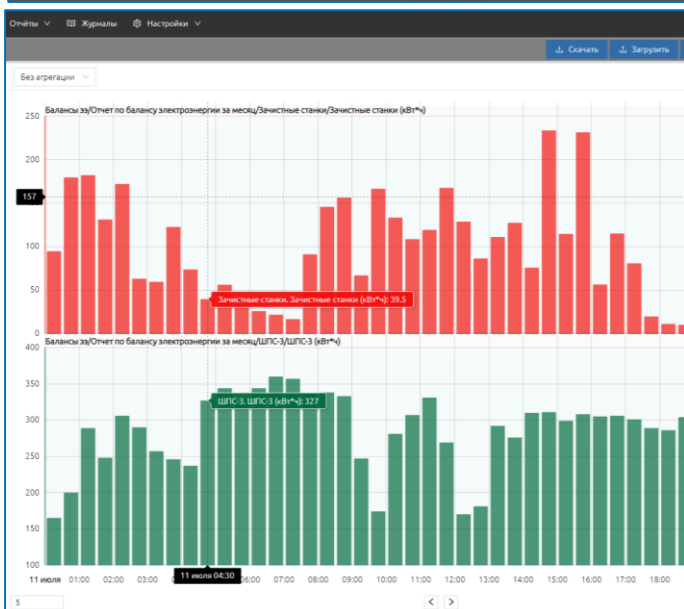 Отчёты Журналы Настройки
Скачать Загрузить
Без агрегации
Балансы ээ/Отчет по балансу электроэнергии за месяц/Зачистные станки/Зачистные станки (кВт*ч)
250
200
157
100
50
Зачистные станки. Зачистные станки (кВт*ч): 39.5
0
Балансы ээ/Отчет по балансу электроэнергии за месяц/ШПС-3/ШПС-3 (кВт*ч)
400
350
ШПС-3. ШПС-3 (кВт*ч): 327
300
250
200
150
100
11 июля 01:00 02:00 03:00 11 июля 04:30 06:00 07:00 08:00 09:00 10:00 11:00 12:00 13:00 14:00 15:00 16:00 17:00 18:00
5